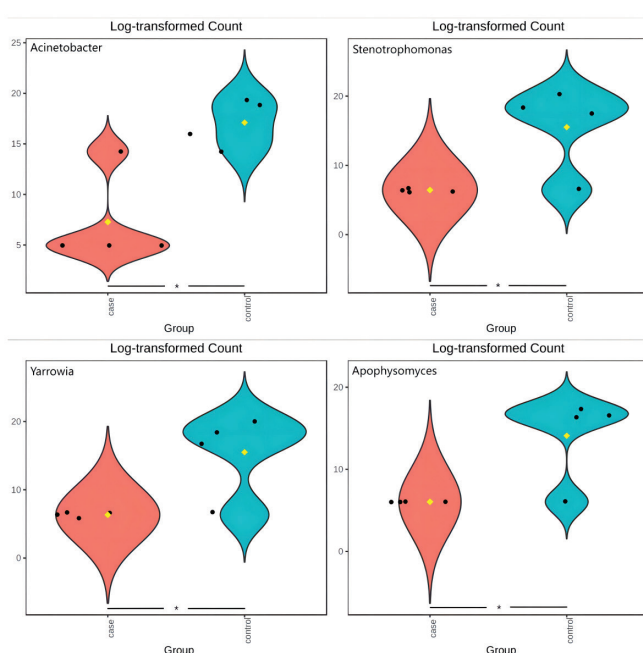 Log-transformed Count
Acinetobacter
25
20
15
10
5
*
case
control
Group
Log-transformed Count
Stenotrophomonas
20
10
0
*
case
control
Group
Log-transformed Count
Yarrowia
20
10
0
*
case
control
Group
Log-transformed Count
Apophysomyces
20
10
0
*
case
control
Group